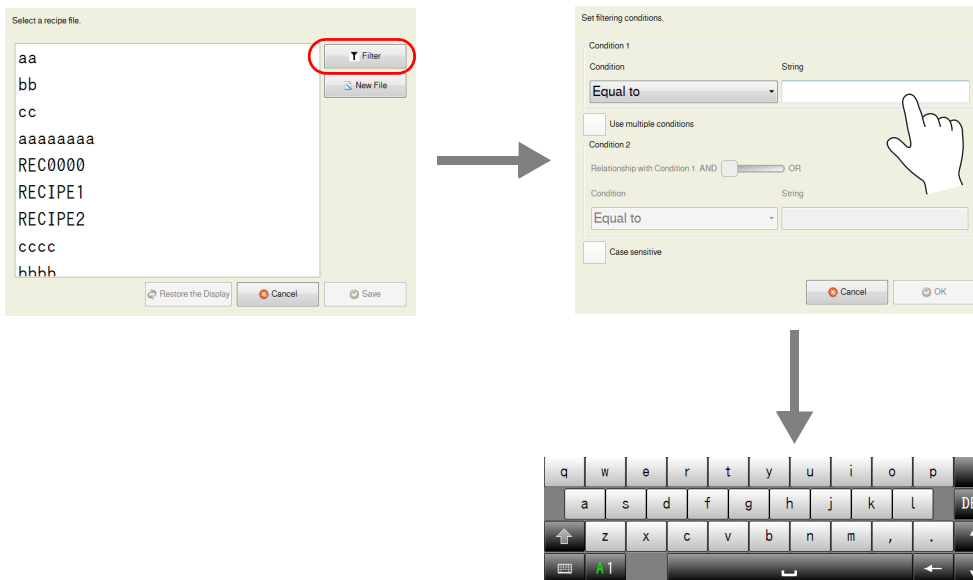 Select a recipe file.
aa
bb
cc
aaaaaaaa
REC0000
RECIPE1
RECIPE2
cccc
bbbb
Filter
New File
Restore the Display
Cancel
Save
Set filtering conditions.
Condition 1
Condition String
Equal to
Use multiple conditions
Condition 2
Relationship with Condition 1 AND OR
Condition String
Equal to
Case sensitive
Cancel OK
q w e r t y u i o p
a s d f g h j k l
z x c v b n m , .
A1